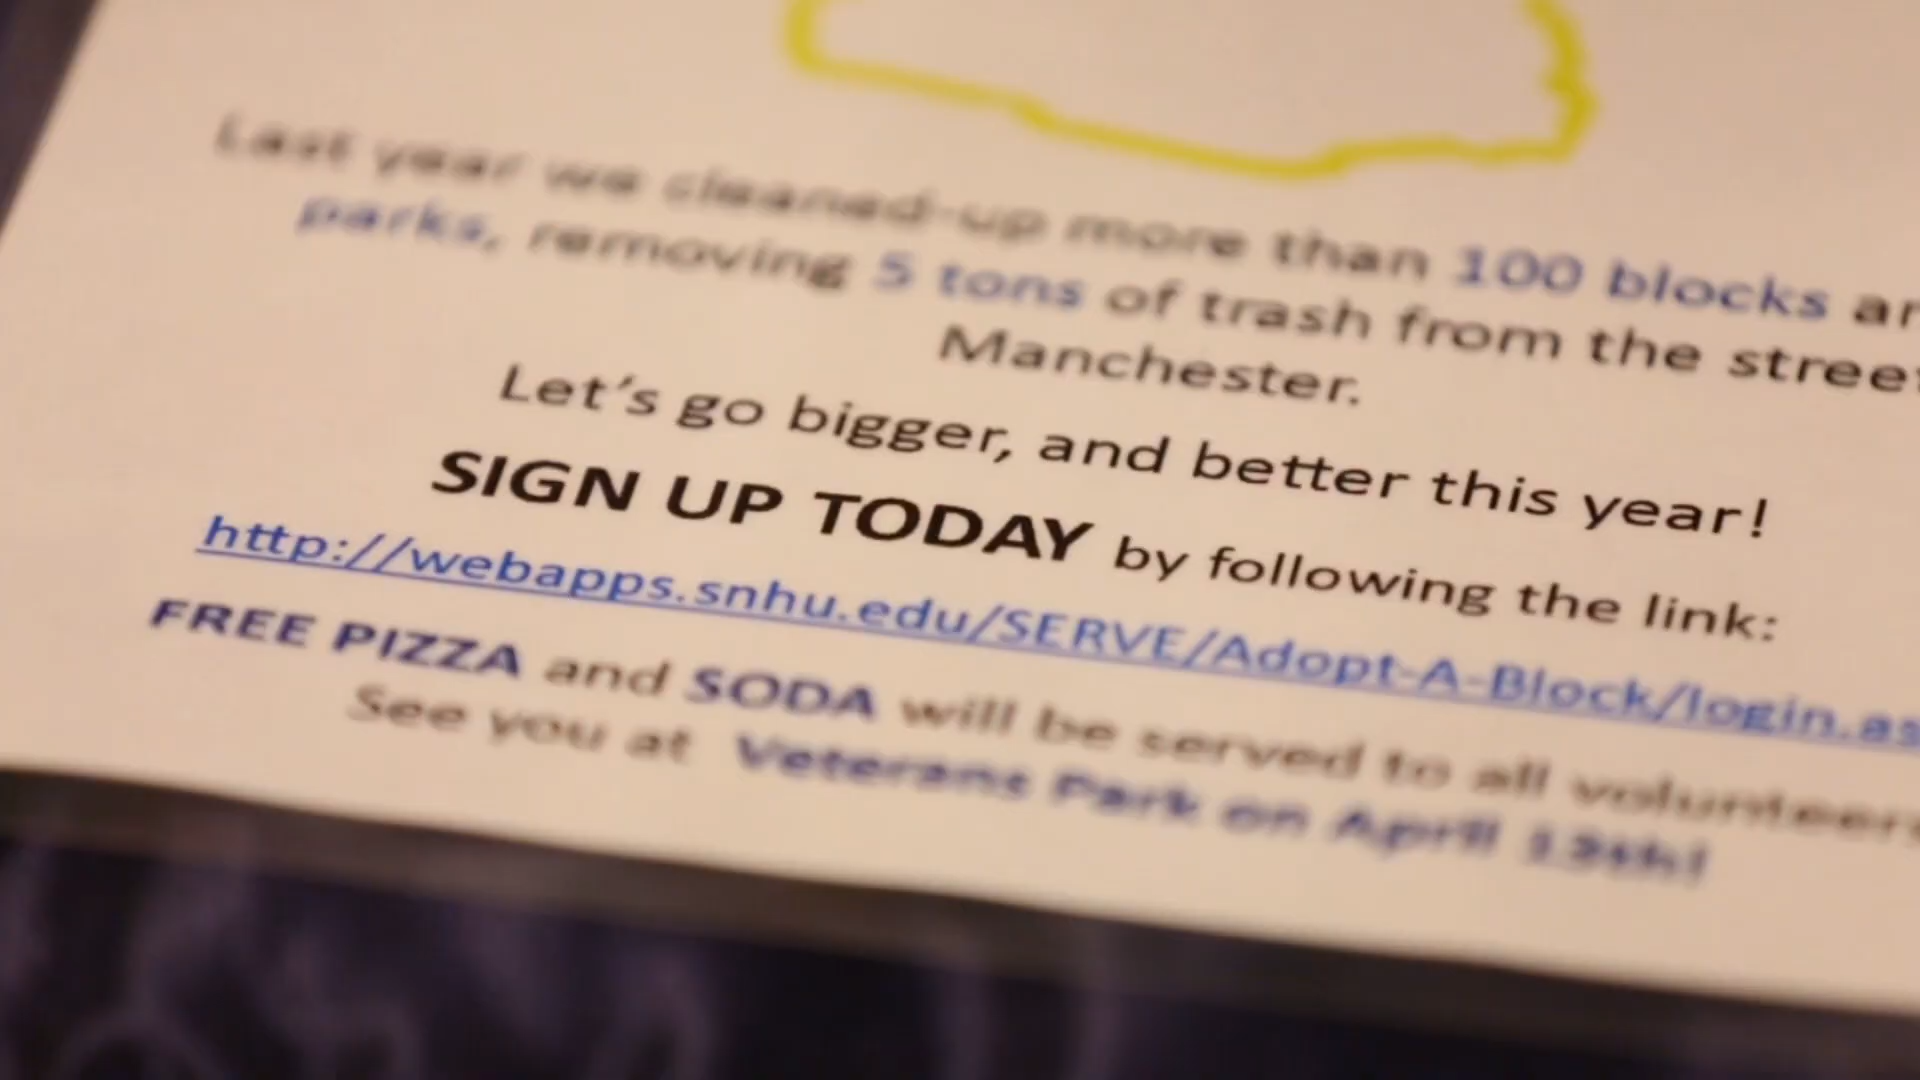 Last year we cleaned-up more than 100 blocks
parks, removing 5 tons of trash from the
Manchester.
Let's go bigger, and better this year!
SIGN UP TODAY by following the link:
http://webapps.snhu.edu/SERVE/Adopt-A-Block/login.as
FREE PIZZA and SODA will be served to all volunteers
See you at Veterans Park on April